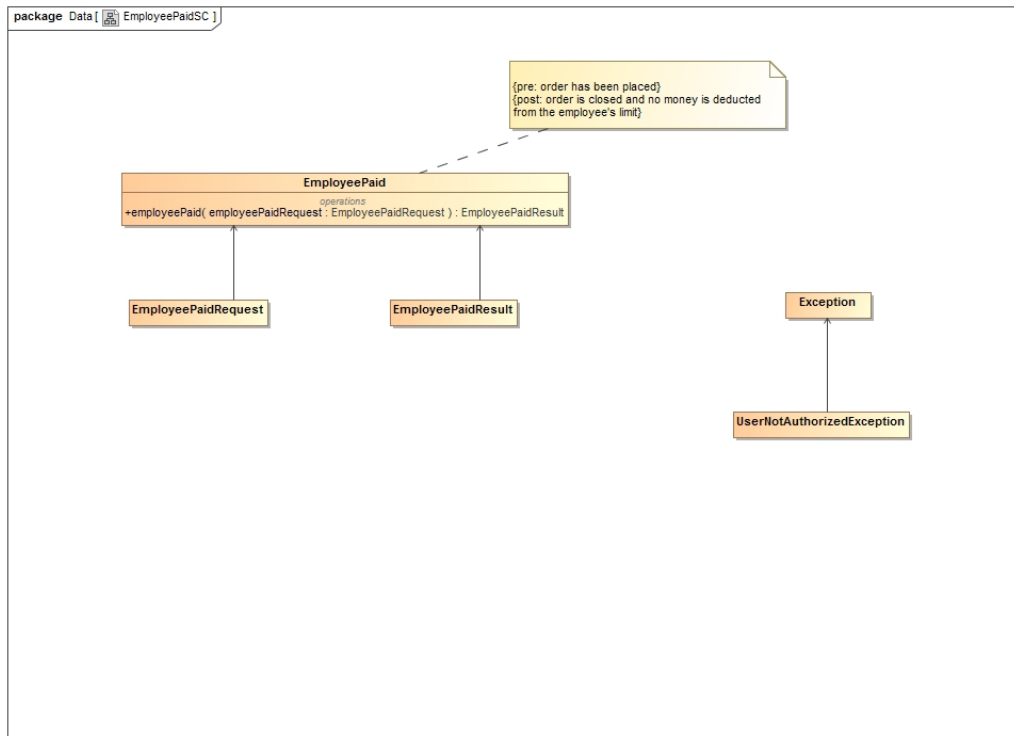 package Data [ EmployeePaidSC ]
{pre: order has been placed}
{post: order is closed and no money is deducted
from the employee's limit}
EmployeePaid
operations
+employeePaid( employeePaidRequest : EmployeePaidRequest ) : EmployeePaidResult
EmployeePaidRequest
EmployeePaidResult
Exception
UserNotAuthorizedException